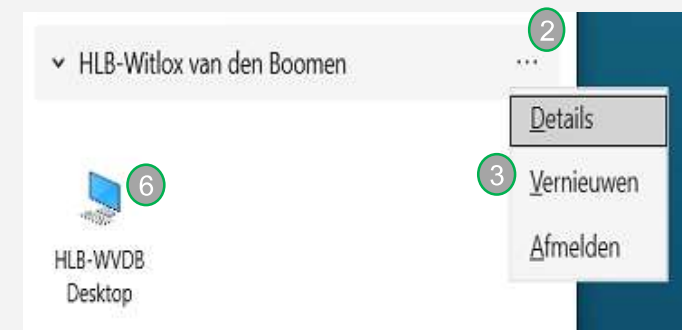 2
HLB-Witlox van den Boomen ...
Details
3 Vernieuwen
6
Afmelden
HLB-WVDB
Desktop